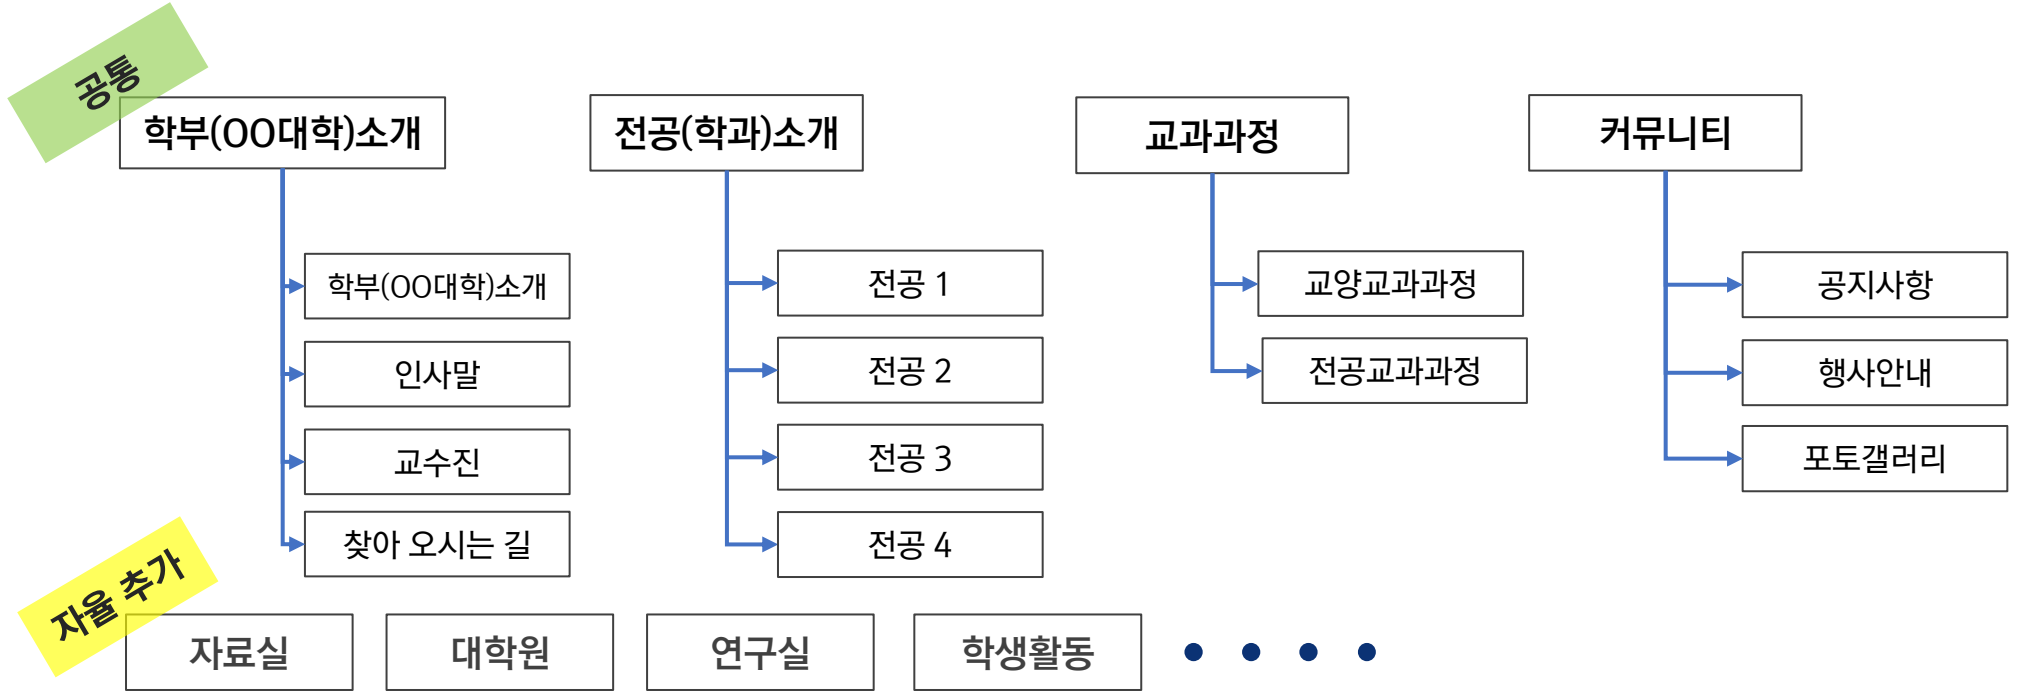 공통
학부(OO대학)소개
전공(학과)소개
교과과정
커뮤니티
학부(OO대학)소개
인사말
교수진
찾아 오시는 길
전공 1
전공 2
전공 3
전공 4
교양교과과정
전공교과과정
공지사항
행사안내
포토갤러리
자율 추가
자료실
대학원
연구실
학생활동